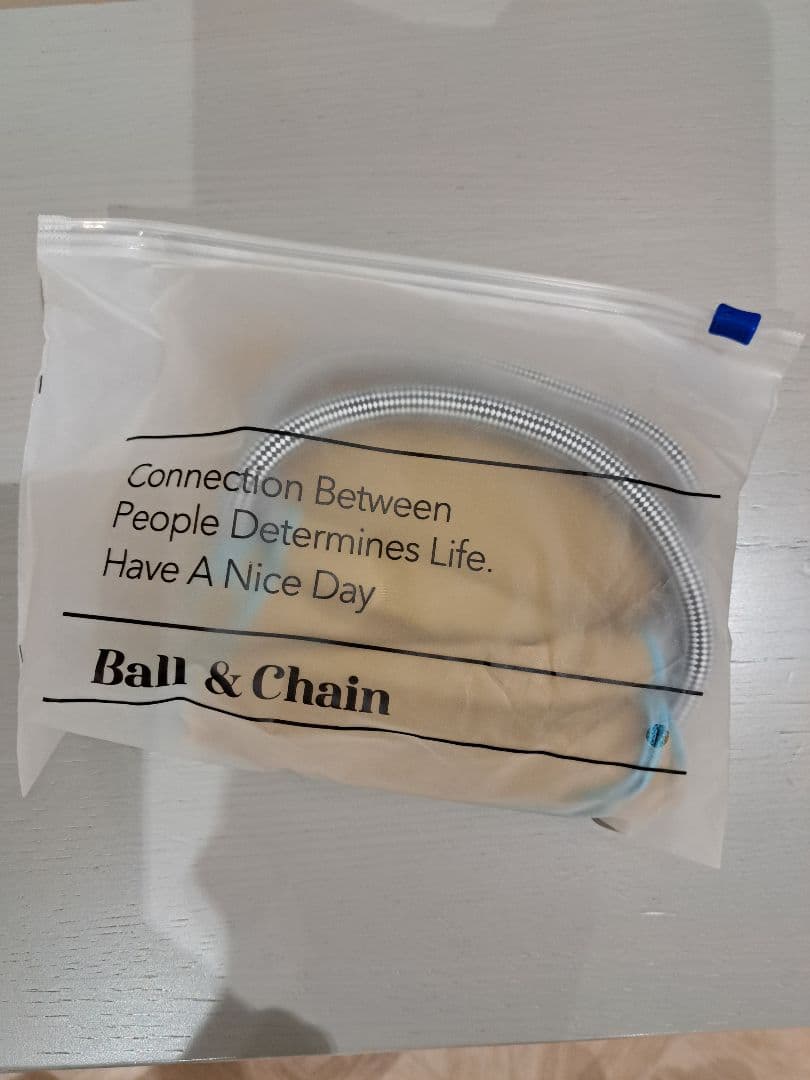 Connection Between
People Determines Life.
Have A Nice Day
Ball & Chain